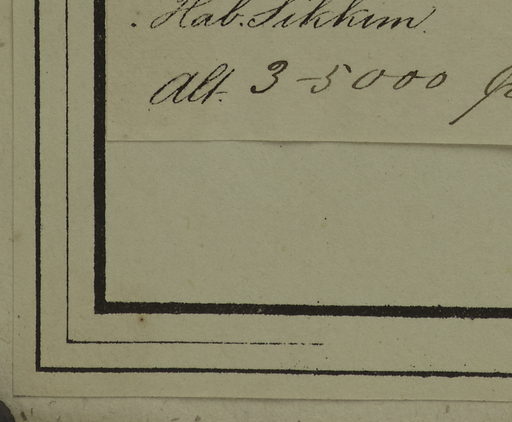 Hab. Sikkim.
Alt. 3-5000